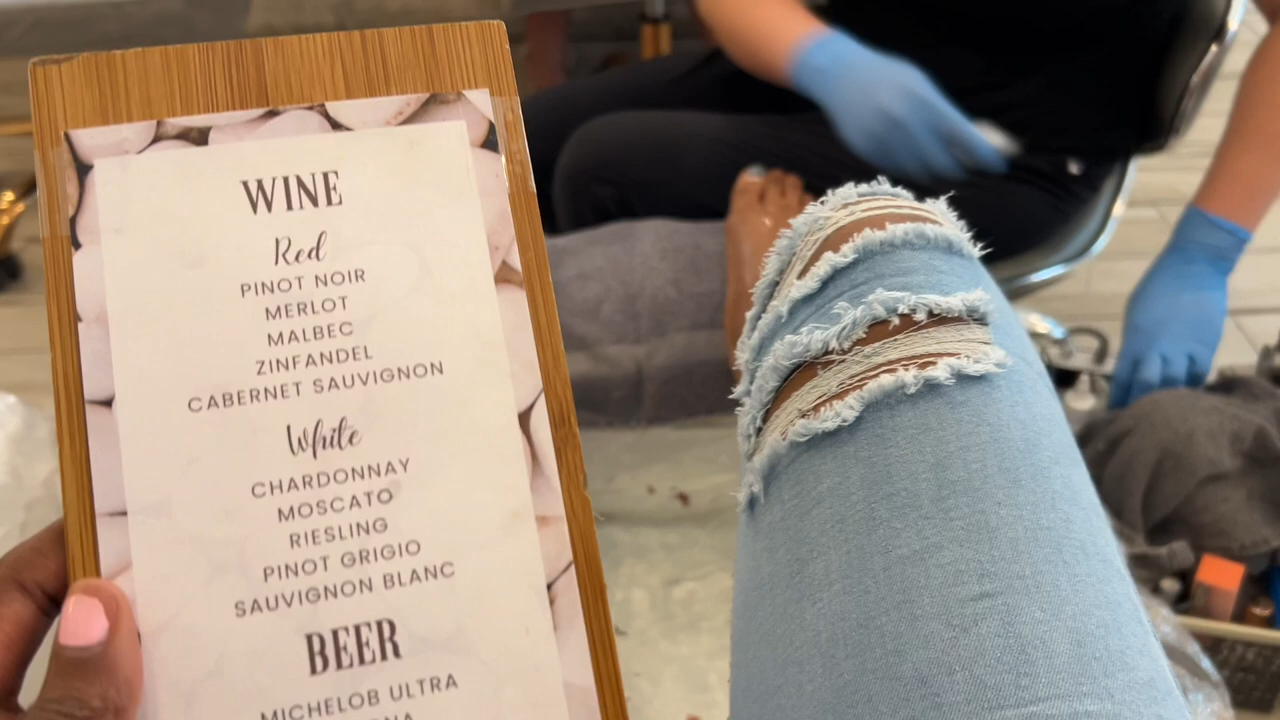 WINE
Red
PINOT NOIR
MERLOT
MALBEC
ZINFANDEL
CABERNET SAUVIGNON
White
CHARDONNAY
MOSCATO
RIESLING
PINOT GRIGIO
SAUVIGNON BLANC
BEER
MICHELOB ULTRA